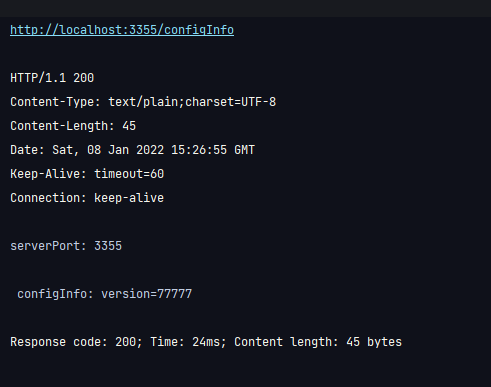 http://localhost:3355/configInfo
HTTP/1.1 200
Content-Type: text/plain;charset=UTF-8
Content-Length: 45
Date: Sat, 08 Jan 2022 15:26:55 GMT
Keep-Alive: timeout=60
Connection: keep-alive
serverPort: 3355
configInfo: version=77777
Response code: 200; Time: 24ms; Content length: 45 bytes